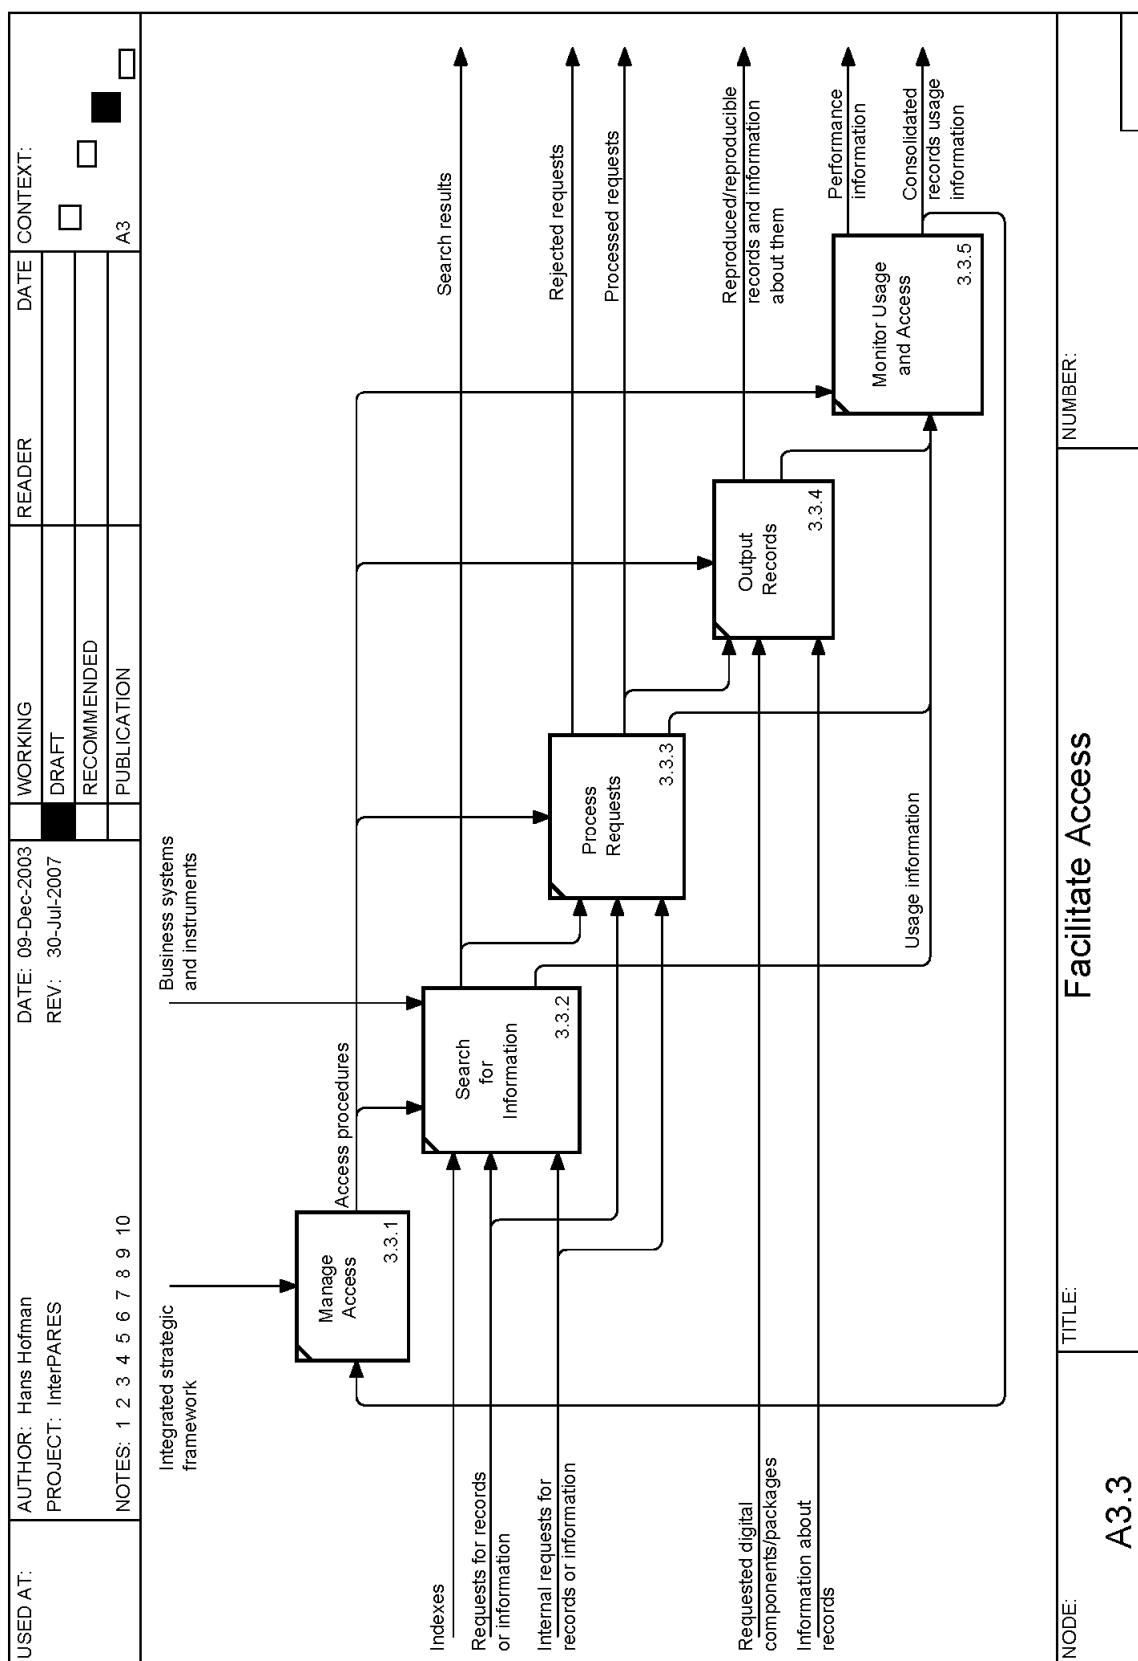 USED AT:
AUTHOR: Hans Hofman
PROJECT: InterPARES
NOTES: 1 2 3 4 5 6 7 8 9 10
DATE: 09-Dec-2003
REV: 30-Jul-2007
WORKING
DRAFT
RECOMMENDED
PUBLICATION
READER
DATE
CONTEXT:
A3
Integrated strategic
framework
Business systems
and instruments
Manage
Access
3.3.1
Access procedures
Indexes
Requests for records
or information
Internal requests for
records or information
Search
for
Information
3.3.2
Search results
Process
Requests
3.3.3
Rejected requests
Processed requests
Requested digital
components/packages
Information about
records
Output
Records
3.3.4
Reproduced/reproducible
records and information
about them
Usage information
Monitor Usage
and Access
3.3.5
Performance
information
Consolidated
records usage
information
NODE:
A3.3
TITLE:
Facilitate Access
NUMBER: